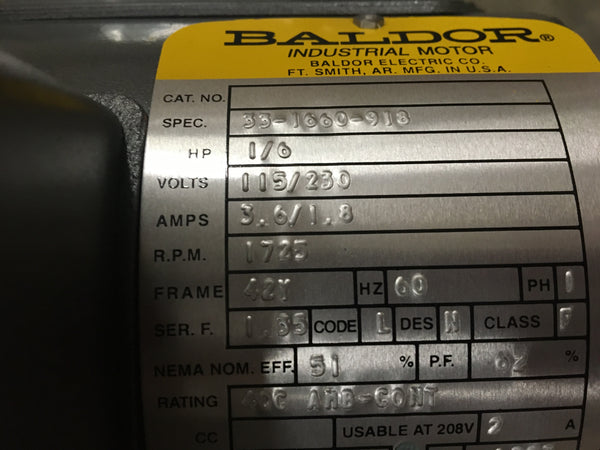 BALDOR®
INDUSTRIAL MOTOR
BALDOR ELECTRIC CO.
FT. SMITH, AR. MFG. IN U.S.A.
CAT. NO.
SPEC. 33-1660-918
HP 1/6
VOLTS 115/230
AMPS 3.6/1.8
R.P.M. 1725
FRAME 42Y HZ 60 PH 1
SER. F. 1.35 CODE L DES N CLASS F
NEMA NOM. EFF. 51 % P.F. 62 %
RATING 40C AMB-CONT
CC USABLE AT 208V 2 A